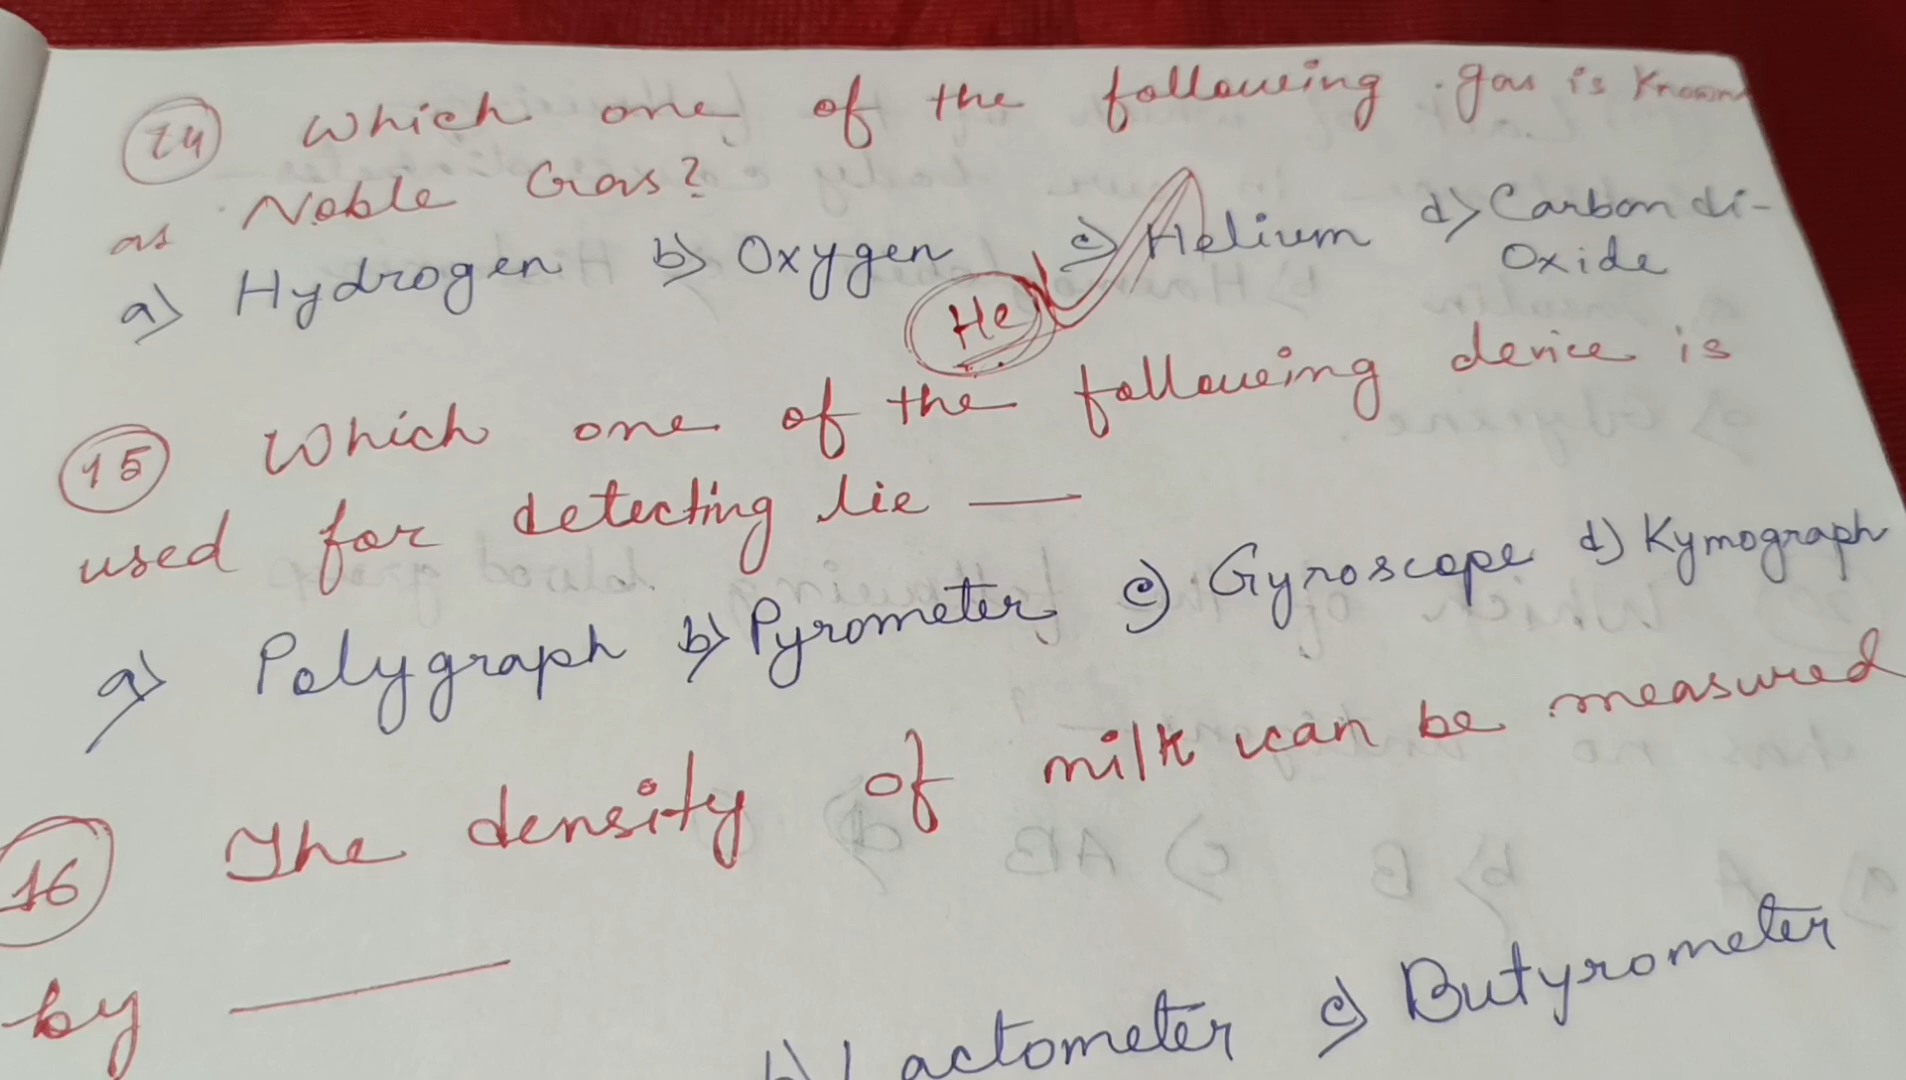 14 Which one of the following gas is known
as Noble Gas?
a) Hydrogen b) Oxygen c) Helium d) Carbon di-
Oxide
He
15 Which one of the following device is
used for detecting lie —
a) Polygraph b) Pyrometer c) Gyroscope d) Kymograph
16 The density of milk can be measured
by —
b) Lactometer c) Butyrometer